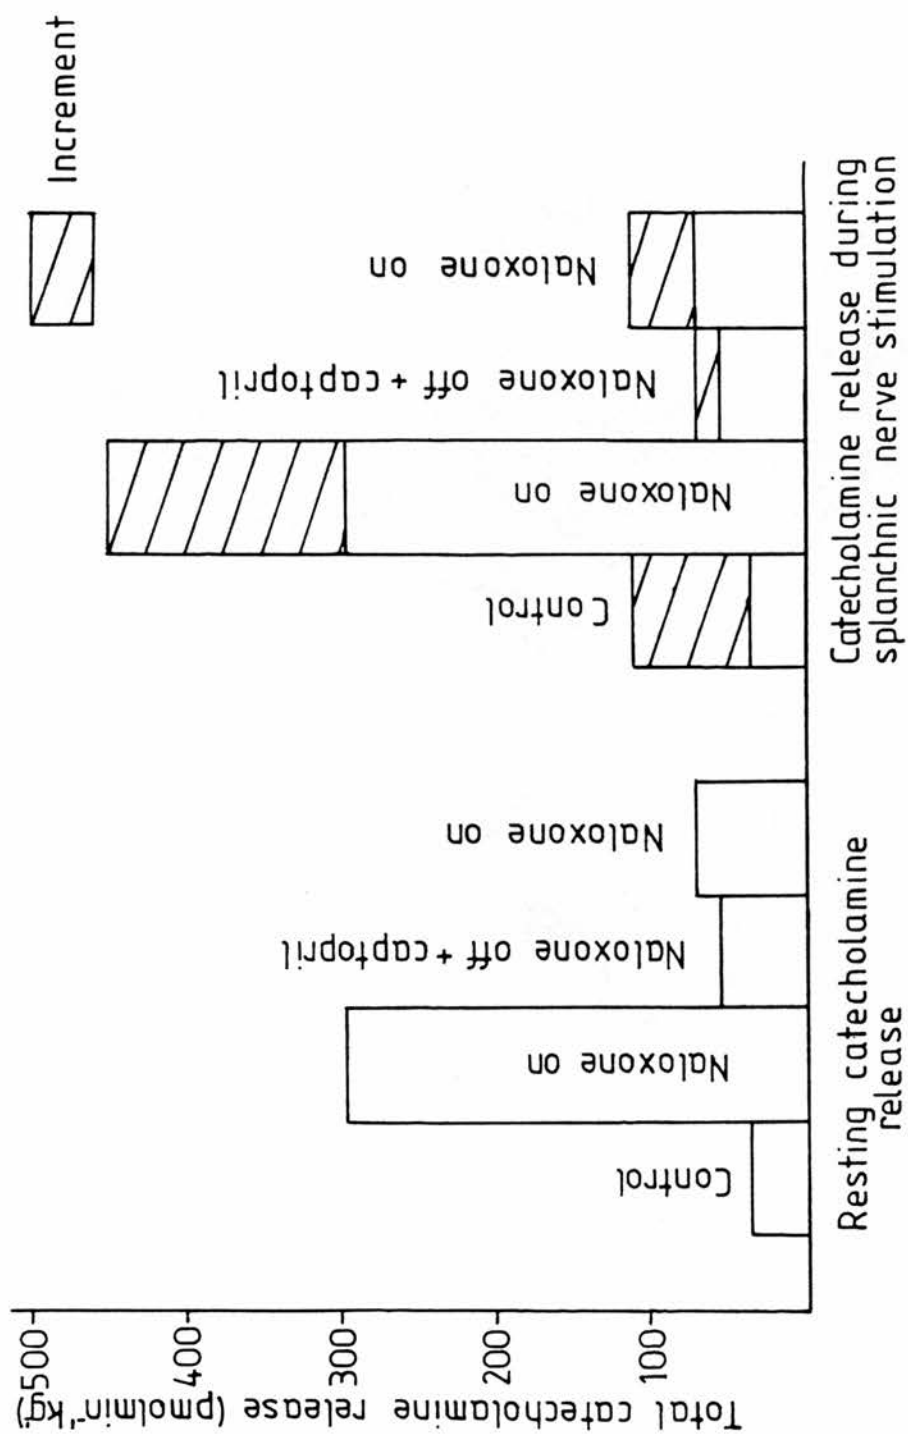 Total catecholamine release (pmolmin⁻¹kg⁻¹)
500
400
300
200
100
Increment
Control
Naloxone on
Naloxone off + captopril
Naloxone on
Control
Naloxone on
Naloxone off + captopril
Naloxone on
Resting catecholamine
release
Catecholamine release during
splanchnic nerve stimulation